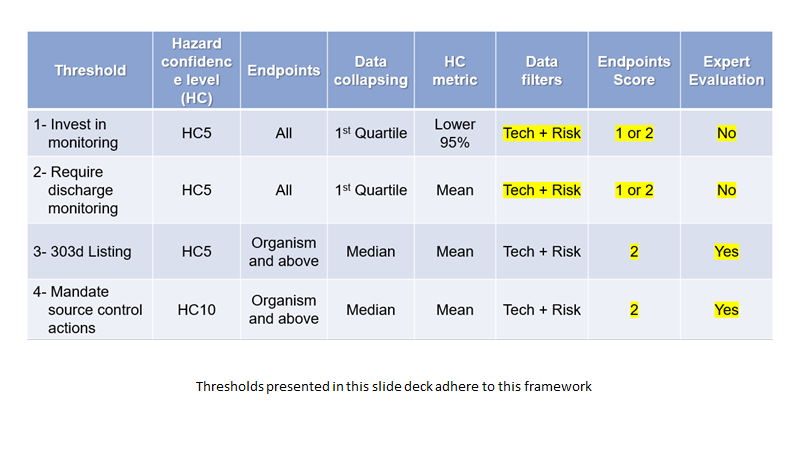 Threshold
Hazard
confidenc
e level
(HC)
Endpoints
Data
collapsing
HC
metric
Data
filters
Endpoints
Score
Expert
Evaluation
1- Invest in
monitoring
HC5
All
1st Quartile
Lower
95%
Tech + Risk
1 or 2
No
2- Require
discharge
monitoring
HC5
All
1st Quartile
Mean
Tech + Risk
1 or 2
No
3- 303d Listing
HC5
Organism
and above
Median
Mean
Tech + Risk
2
Yes
4- Mandate
source control
actions
HC10
Organism
and above
Median
Mean
Tech + Risk
2
Yes
Thresholds presented in this slide deck adhere to this framework